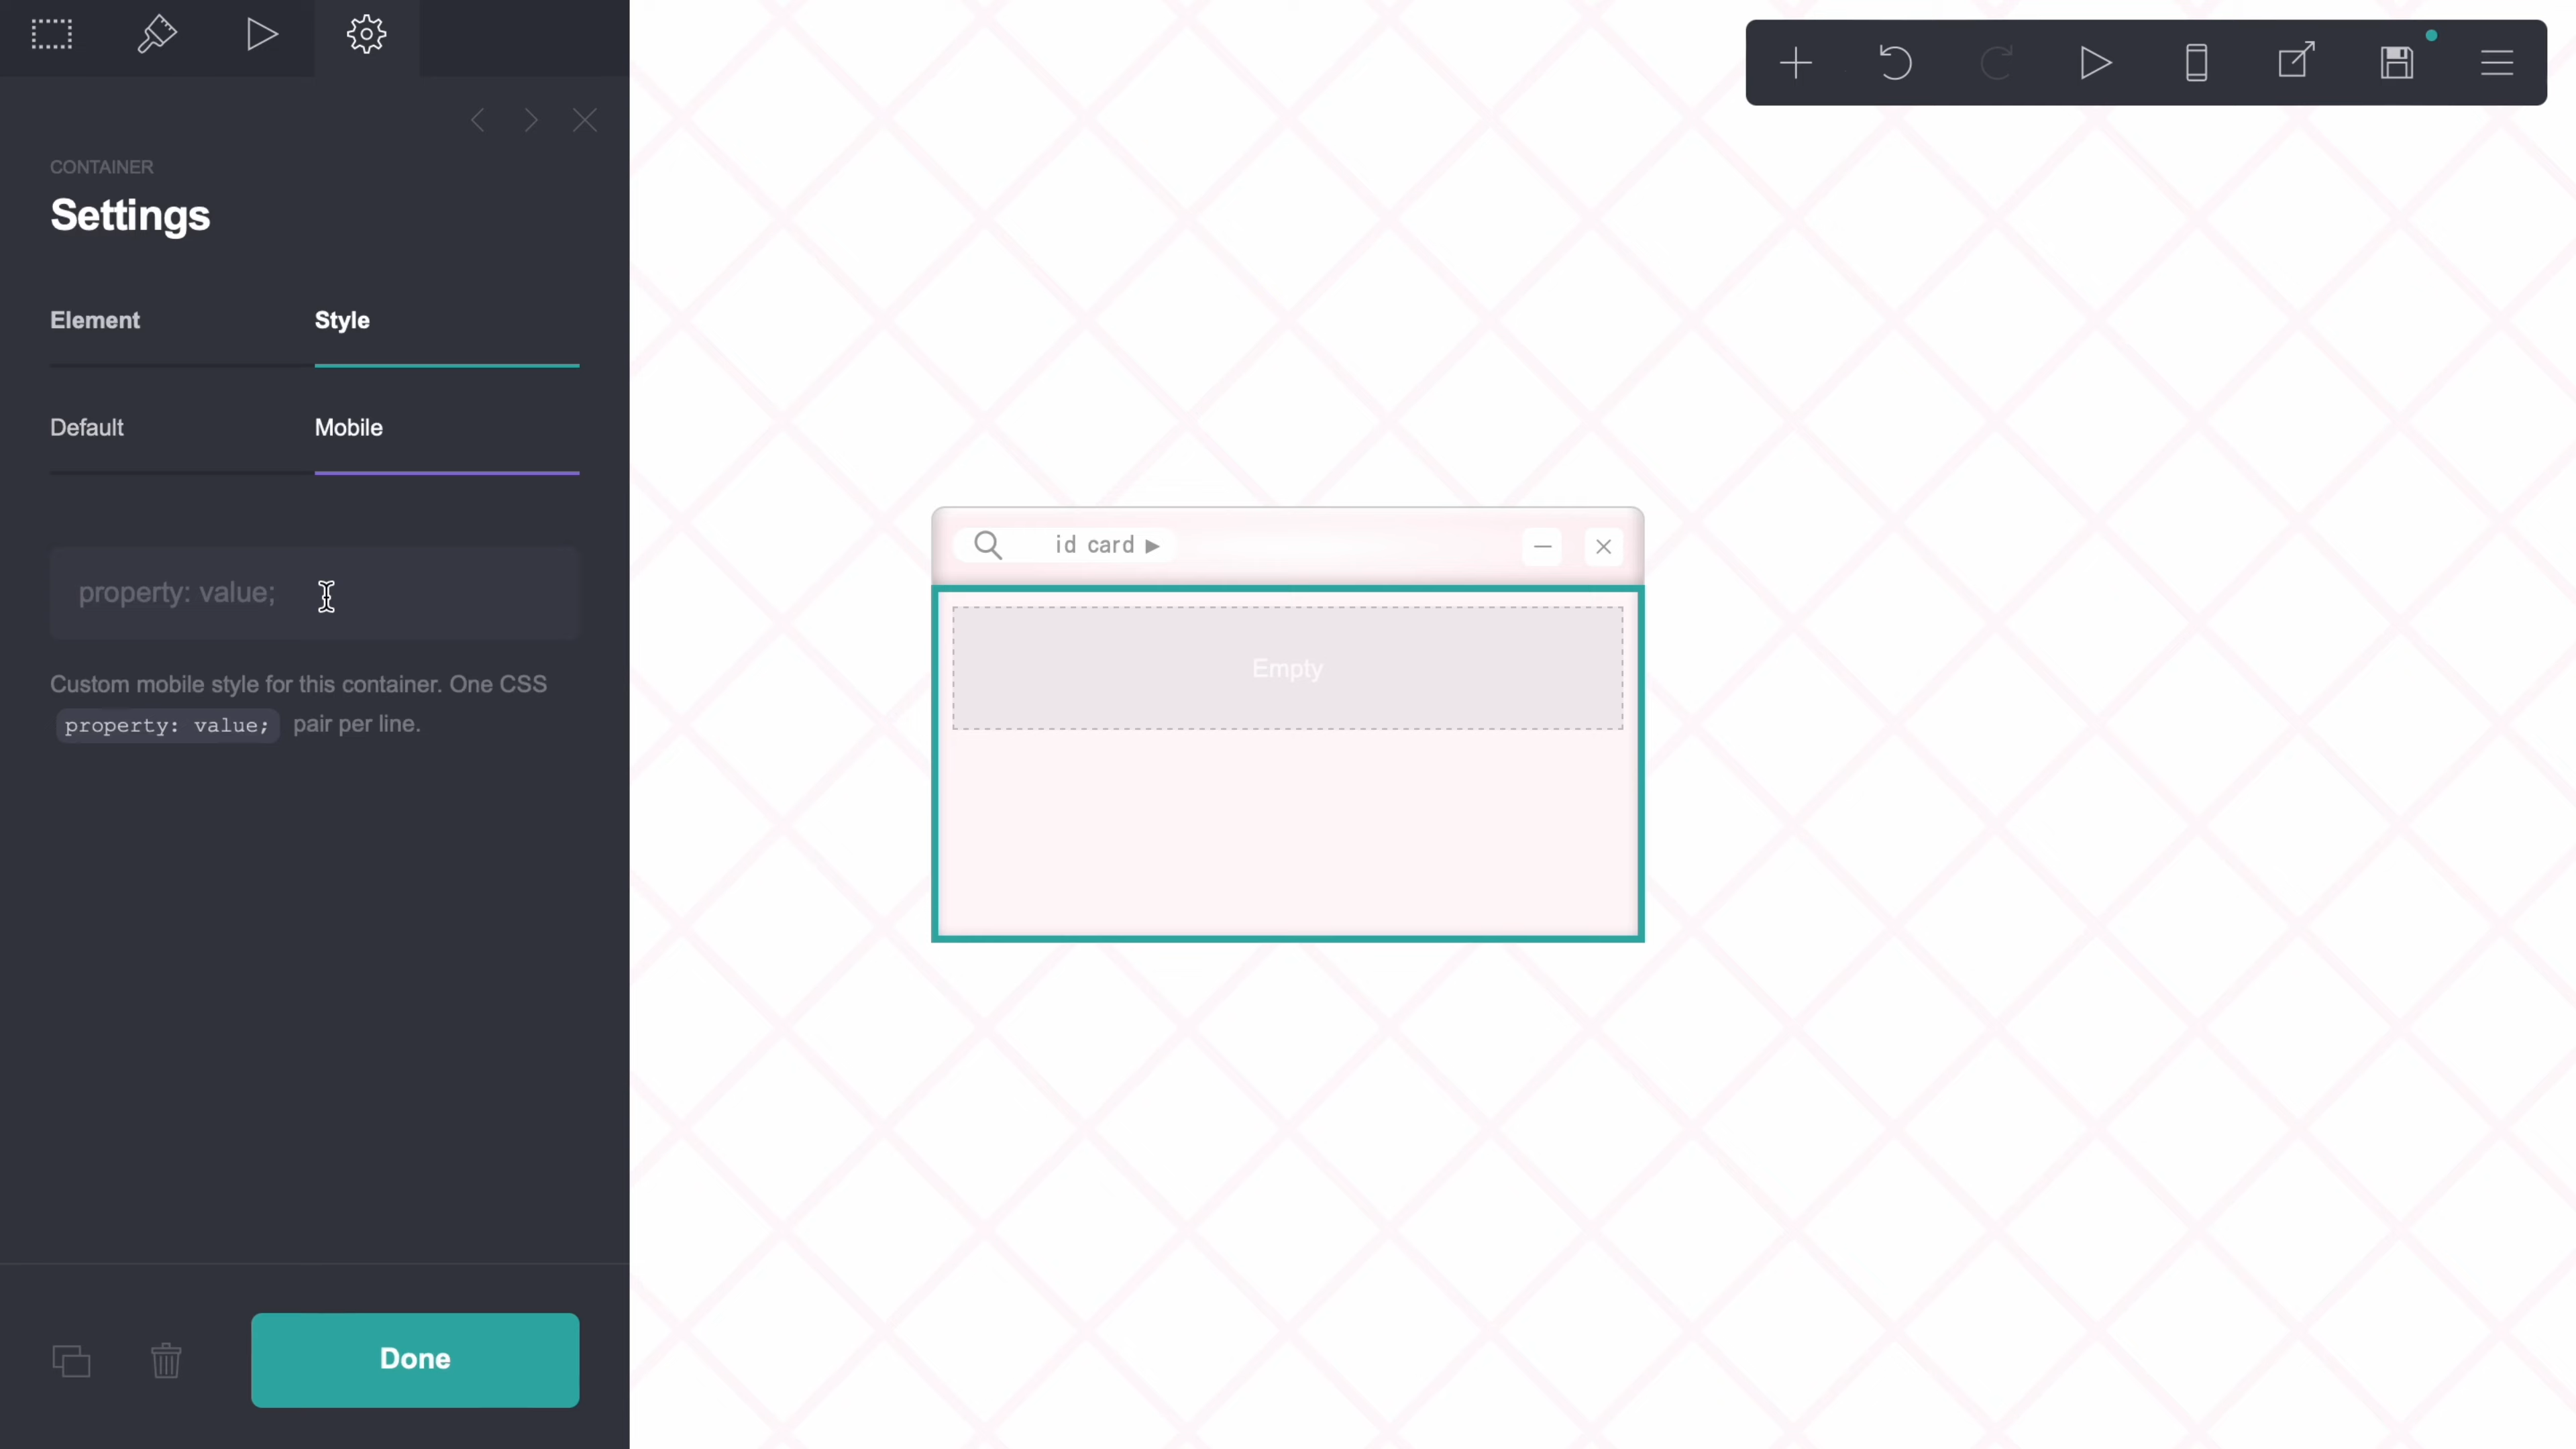 CONTAINER
Settings
Element
Style
Default
Mobile
property: value;
Custom mobile style for this container. One CSS
property: value; pair per line.
Done
id card ▶
Empty